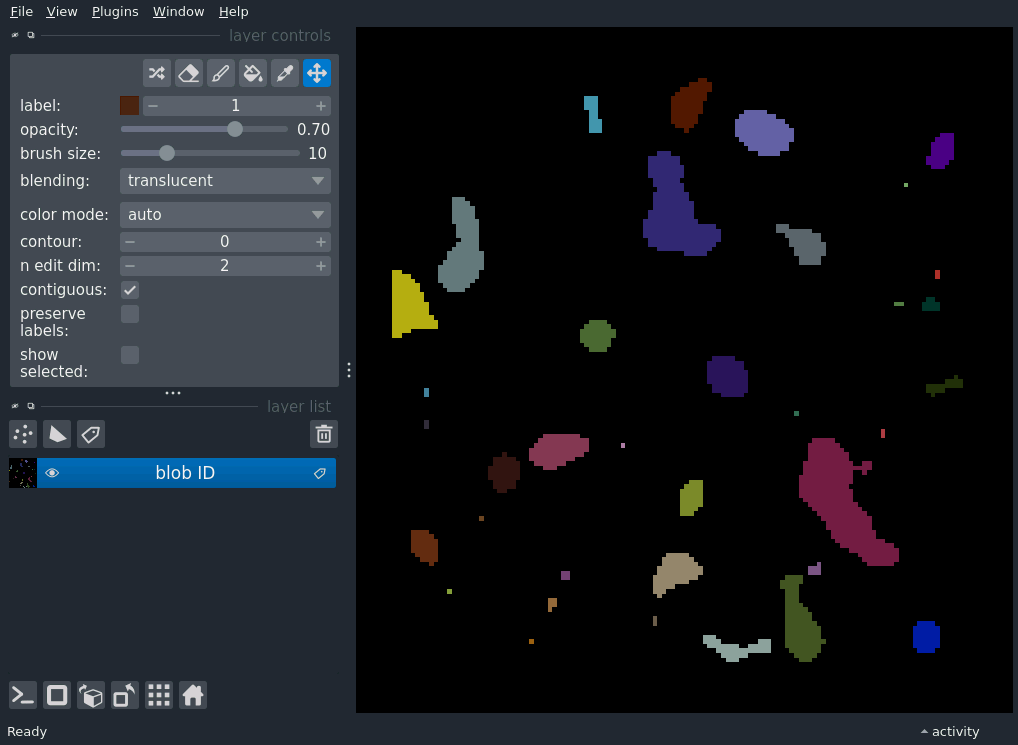 File View Plugins Window Help
layer controls
label: 1
opacity: 0.70
brush size: 10
blending: translucent
color mode: auto
contour: 0
n edit dim: 2
contiguous:
preserve
labels:
show
selected:
layer list
blob ID
Ready
activity